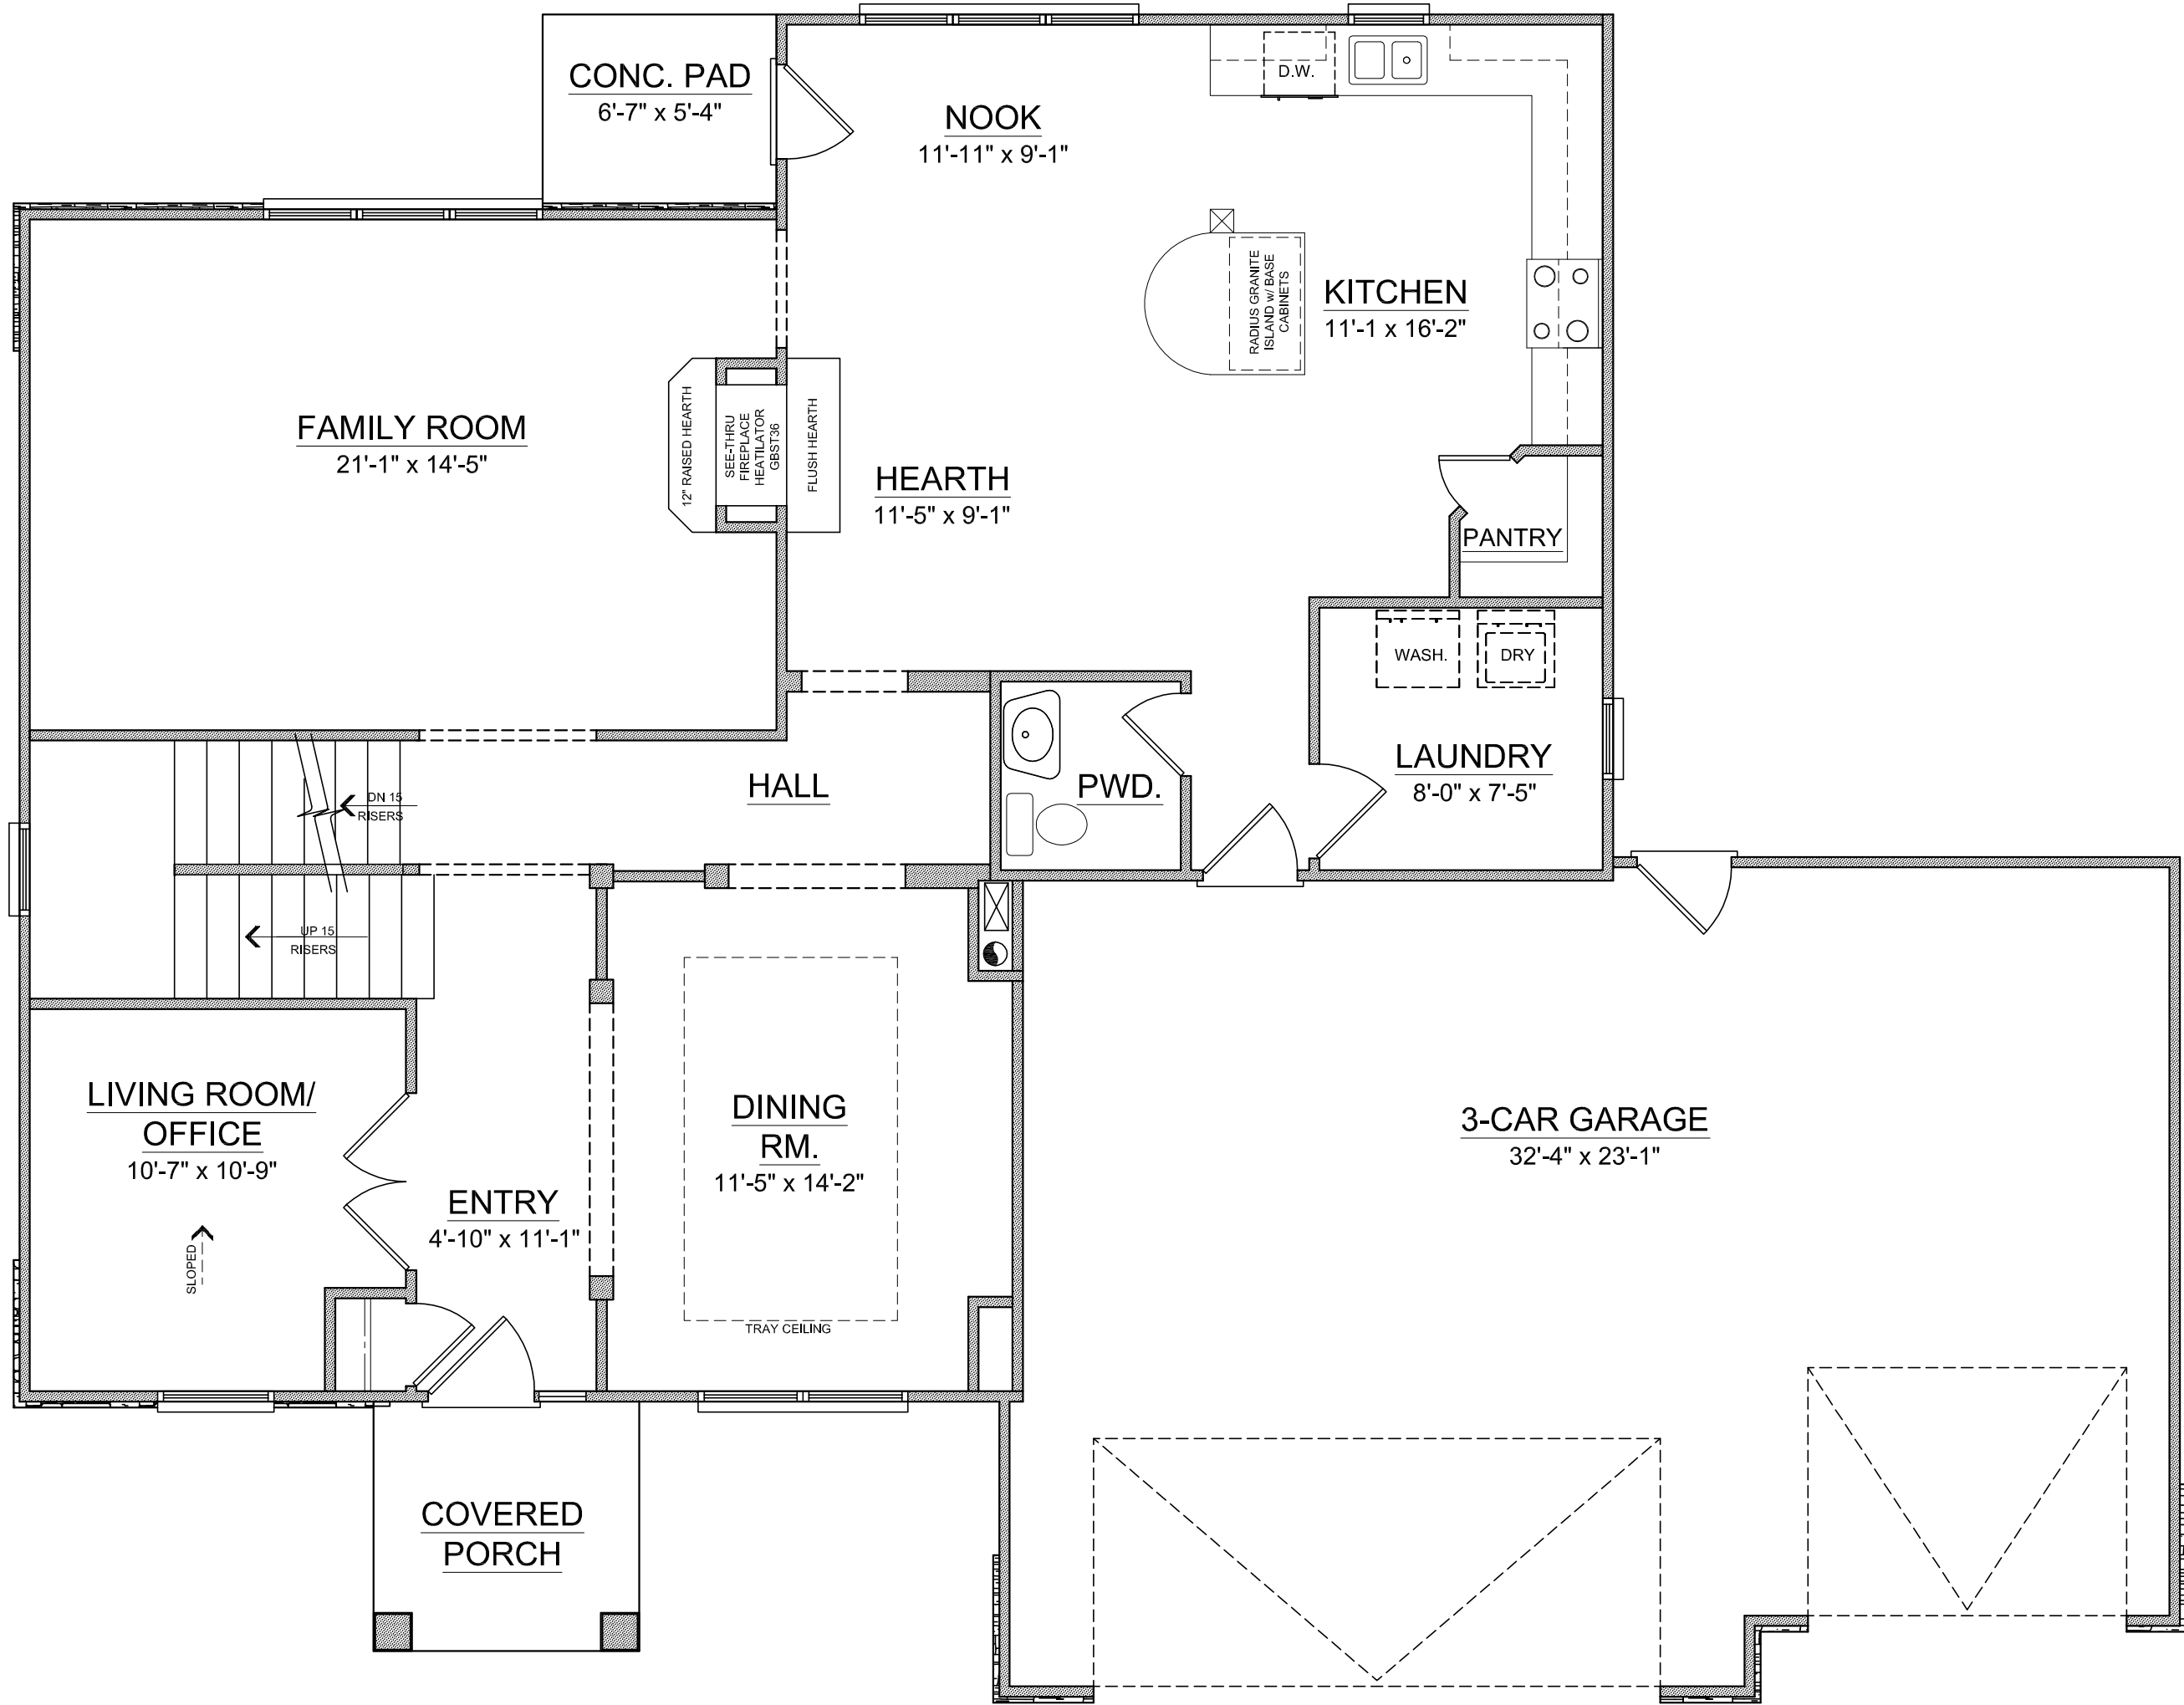 CONC. PAD
6'-7" x 5'-4"
NOOK
11'-11" x 9'-1"
D.W.
RADIUS GRANITE
ISLAND w/ BASE
CABINETS
KITCHEN
11'-1 x 16'-2"
FAMILY ROOM
21'-1" x 14'-5"
12" RAISED HEARTH
SEE-THRU
FIREPLACE
HEATILATOR
GBST36
FLUSH HEARTH
HEARTH
11'-5" x 9'-1"
PANTRY
WASH.
DRY
LAUNDRY
8'-0" x 7'-5"
HALL
PWD.
DN 15
RISERS
UP 15
RISERS
LIVING ROOM/
OFFICE
10'-7" x 10'-9"
SLOPED
ENTRY
4'-10" x 11'-1"
DINING
RM.
11'-5" x 14'-2"
TRAY CEILING
3-CAR GARAGE
32'-4" x 23'-1"
COVERED
PORCH